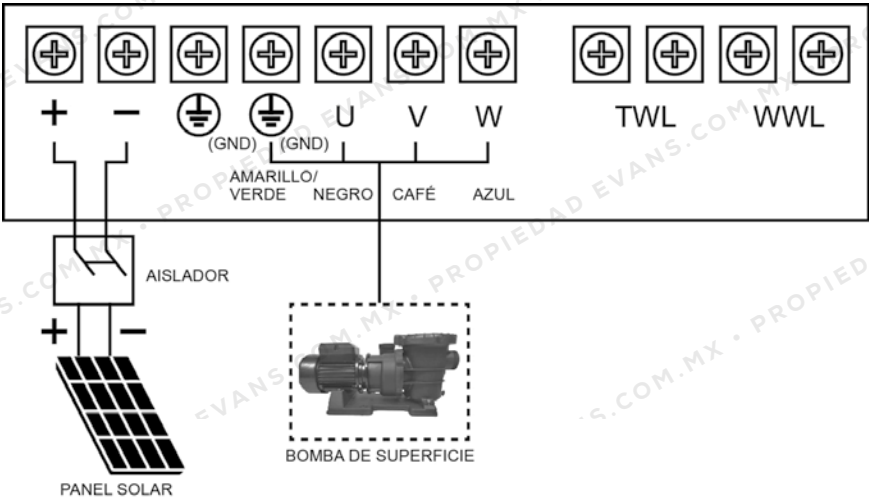 + − U V W TWL WWL
(GND) (GND)
AMARILLO/
VERDE NEGRO CAFÉ AZUL
AISLADOR
+ −
BOMBA DE SUPERFICIE
PANEL SOLAR
EVANS.COM.MX • PROPIEDAD EVANS.COM.MX • PROPIEDAD